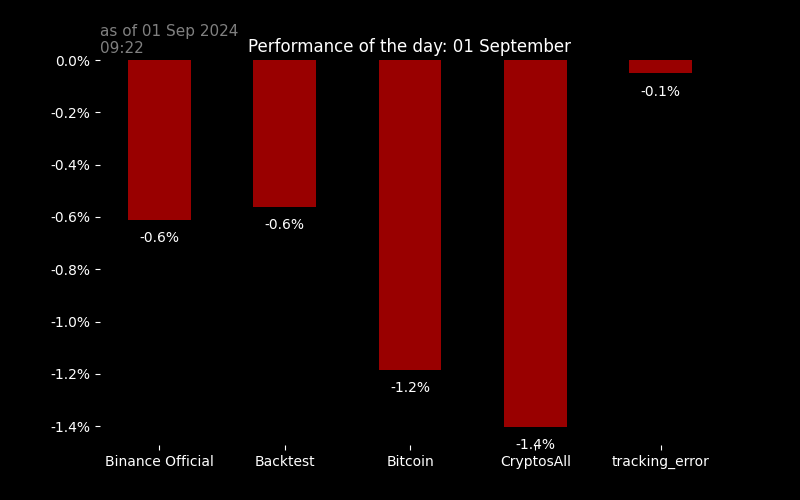 as of 01 Sep 2024
09:22
Performance of the day: 01 September
0.0%
-0.2%
-0.4%
-0.6%
-0.8%
-1.0%
-1.2%
-1.4%
-0.6%
-0.6%
-1.2%
-1.4%
-0.1%
Binance Official
Backtest
Bitcoin
CryptosAll
tracking_error